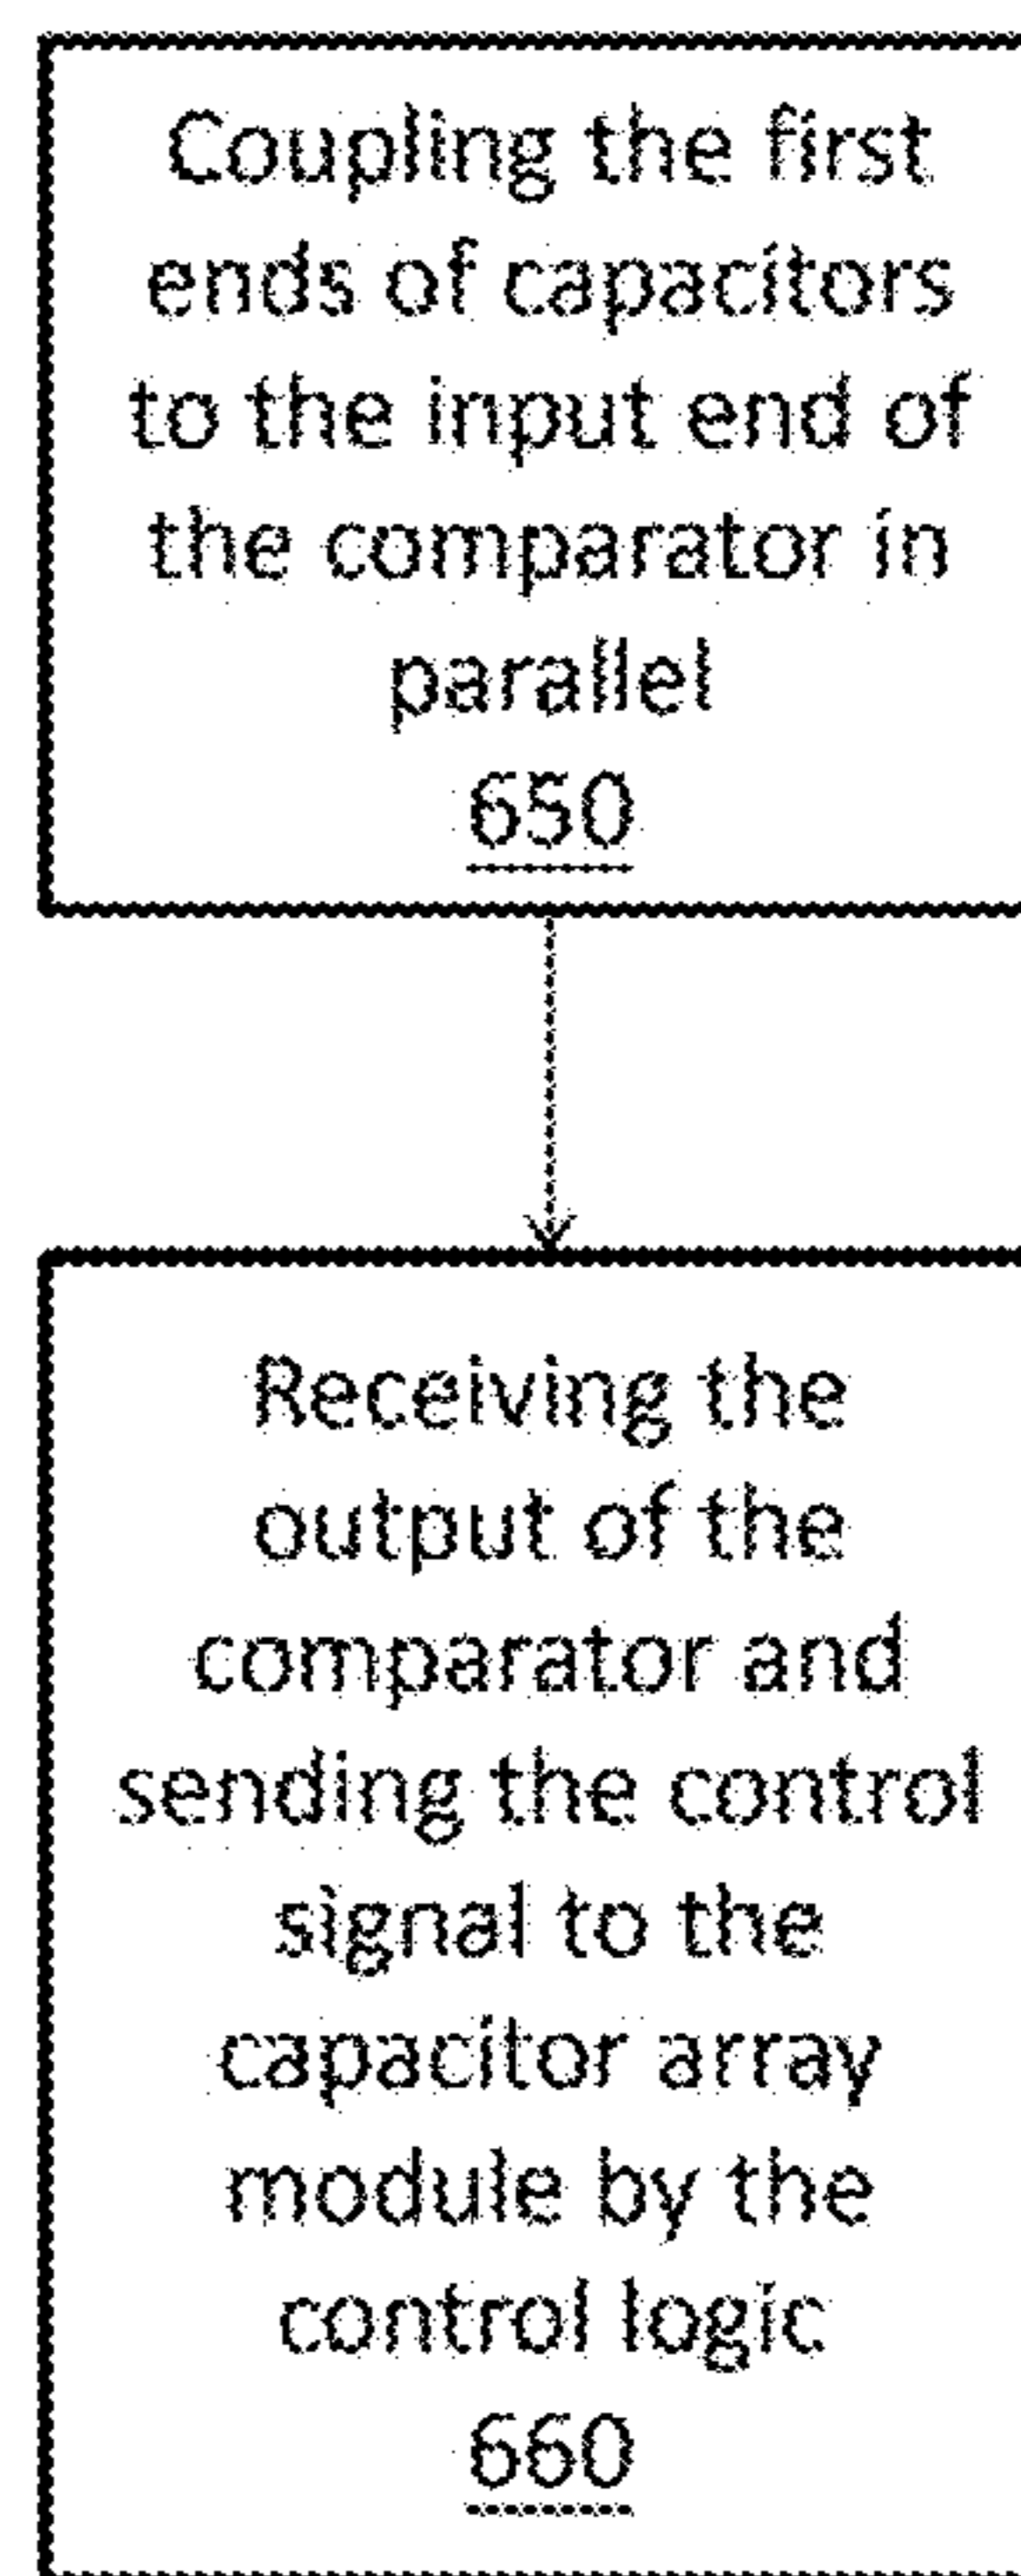 Coupling the first
ends of capacitors
to the input end of
the comparator in
parallel
650
Receiving the
output of the
comparator and
sending the control
signal to the
capacitor array
module by the
control logic
660